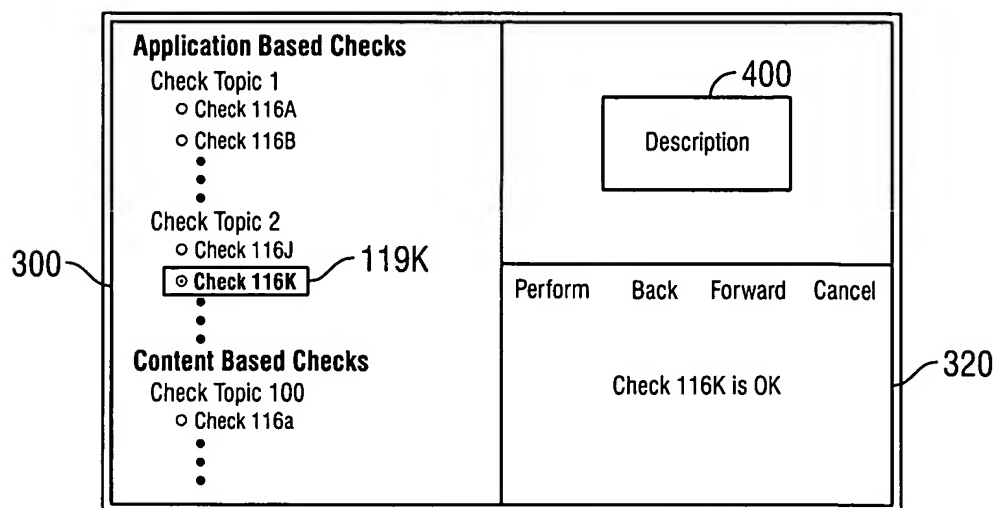 Application Based Checks
Check Topic 1
Check 116A
Check 116B
Check Topic 2
Check 116J
Check 116K
119K
300
Content Based Checks
Check Topic 100
Check 116a
400
Description
Perform Back Forward Cancel
Check 116K is OK
320